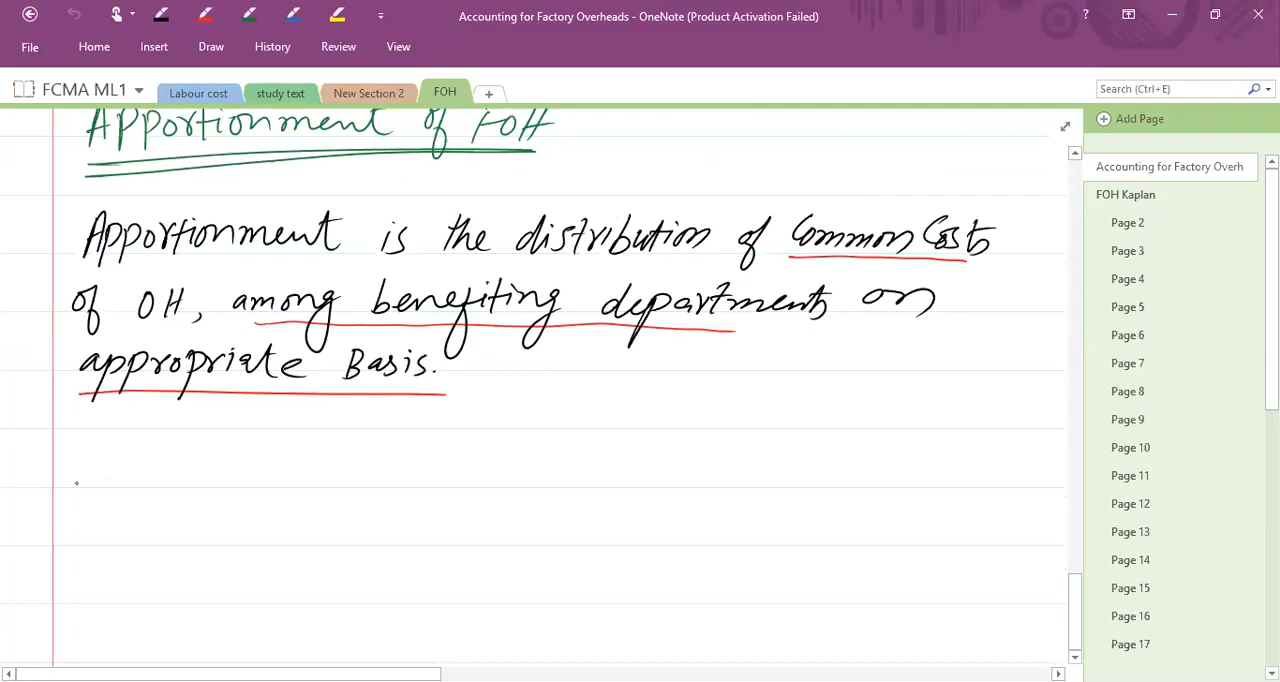 Accounting for Factory Overheads - OneNote (Product Activation Failed)
?
File Home Insert Draw History Review View
FCMA ML1
Labour cost study text New Section 2 FOH
Search (Ctrl+E)
Add Page
Apportionment of FOH
Apportionment is the distribution of Common Costs
of OH, among benefiting departments on
appropriate Basis.
Accounting for Factory Overh
FOH Kaplan
Page 2
Page 3
Page 4
Page 5
Page 6
Page 7
Page 8
Page 9
Page 10
Page 11
Page 12
Page 13
Page 14
Page 15
Page 16
Page 17